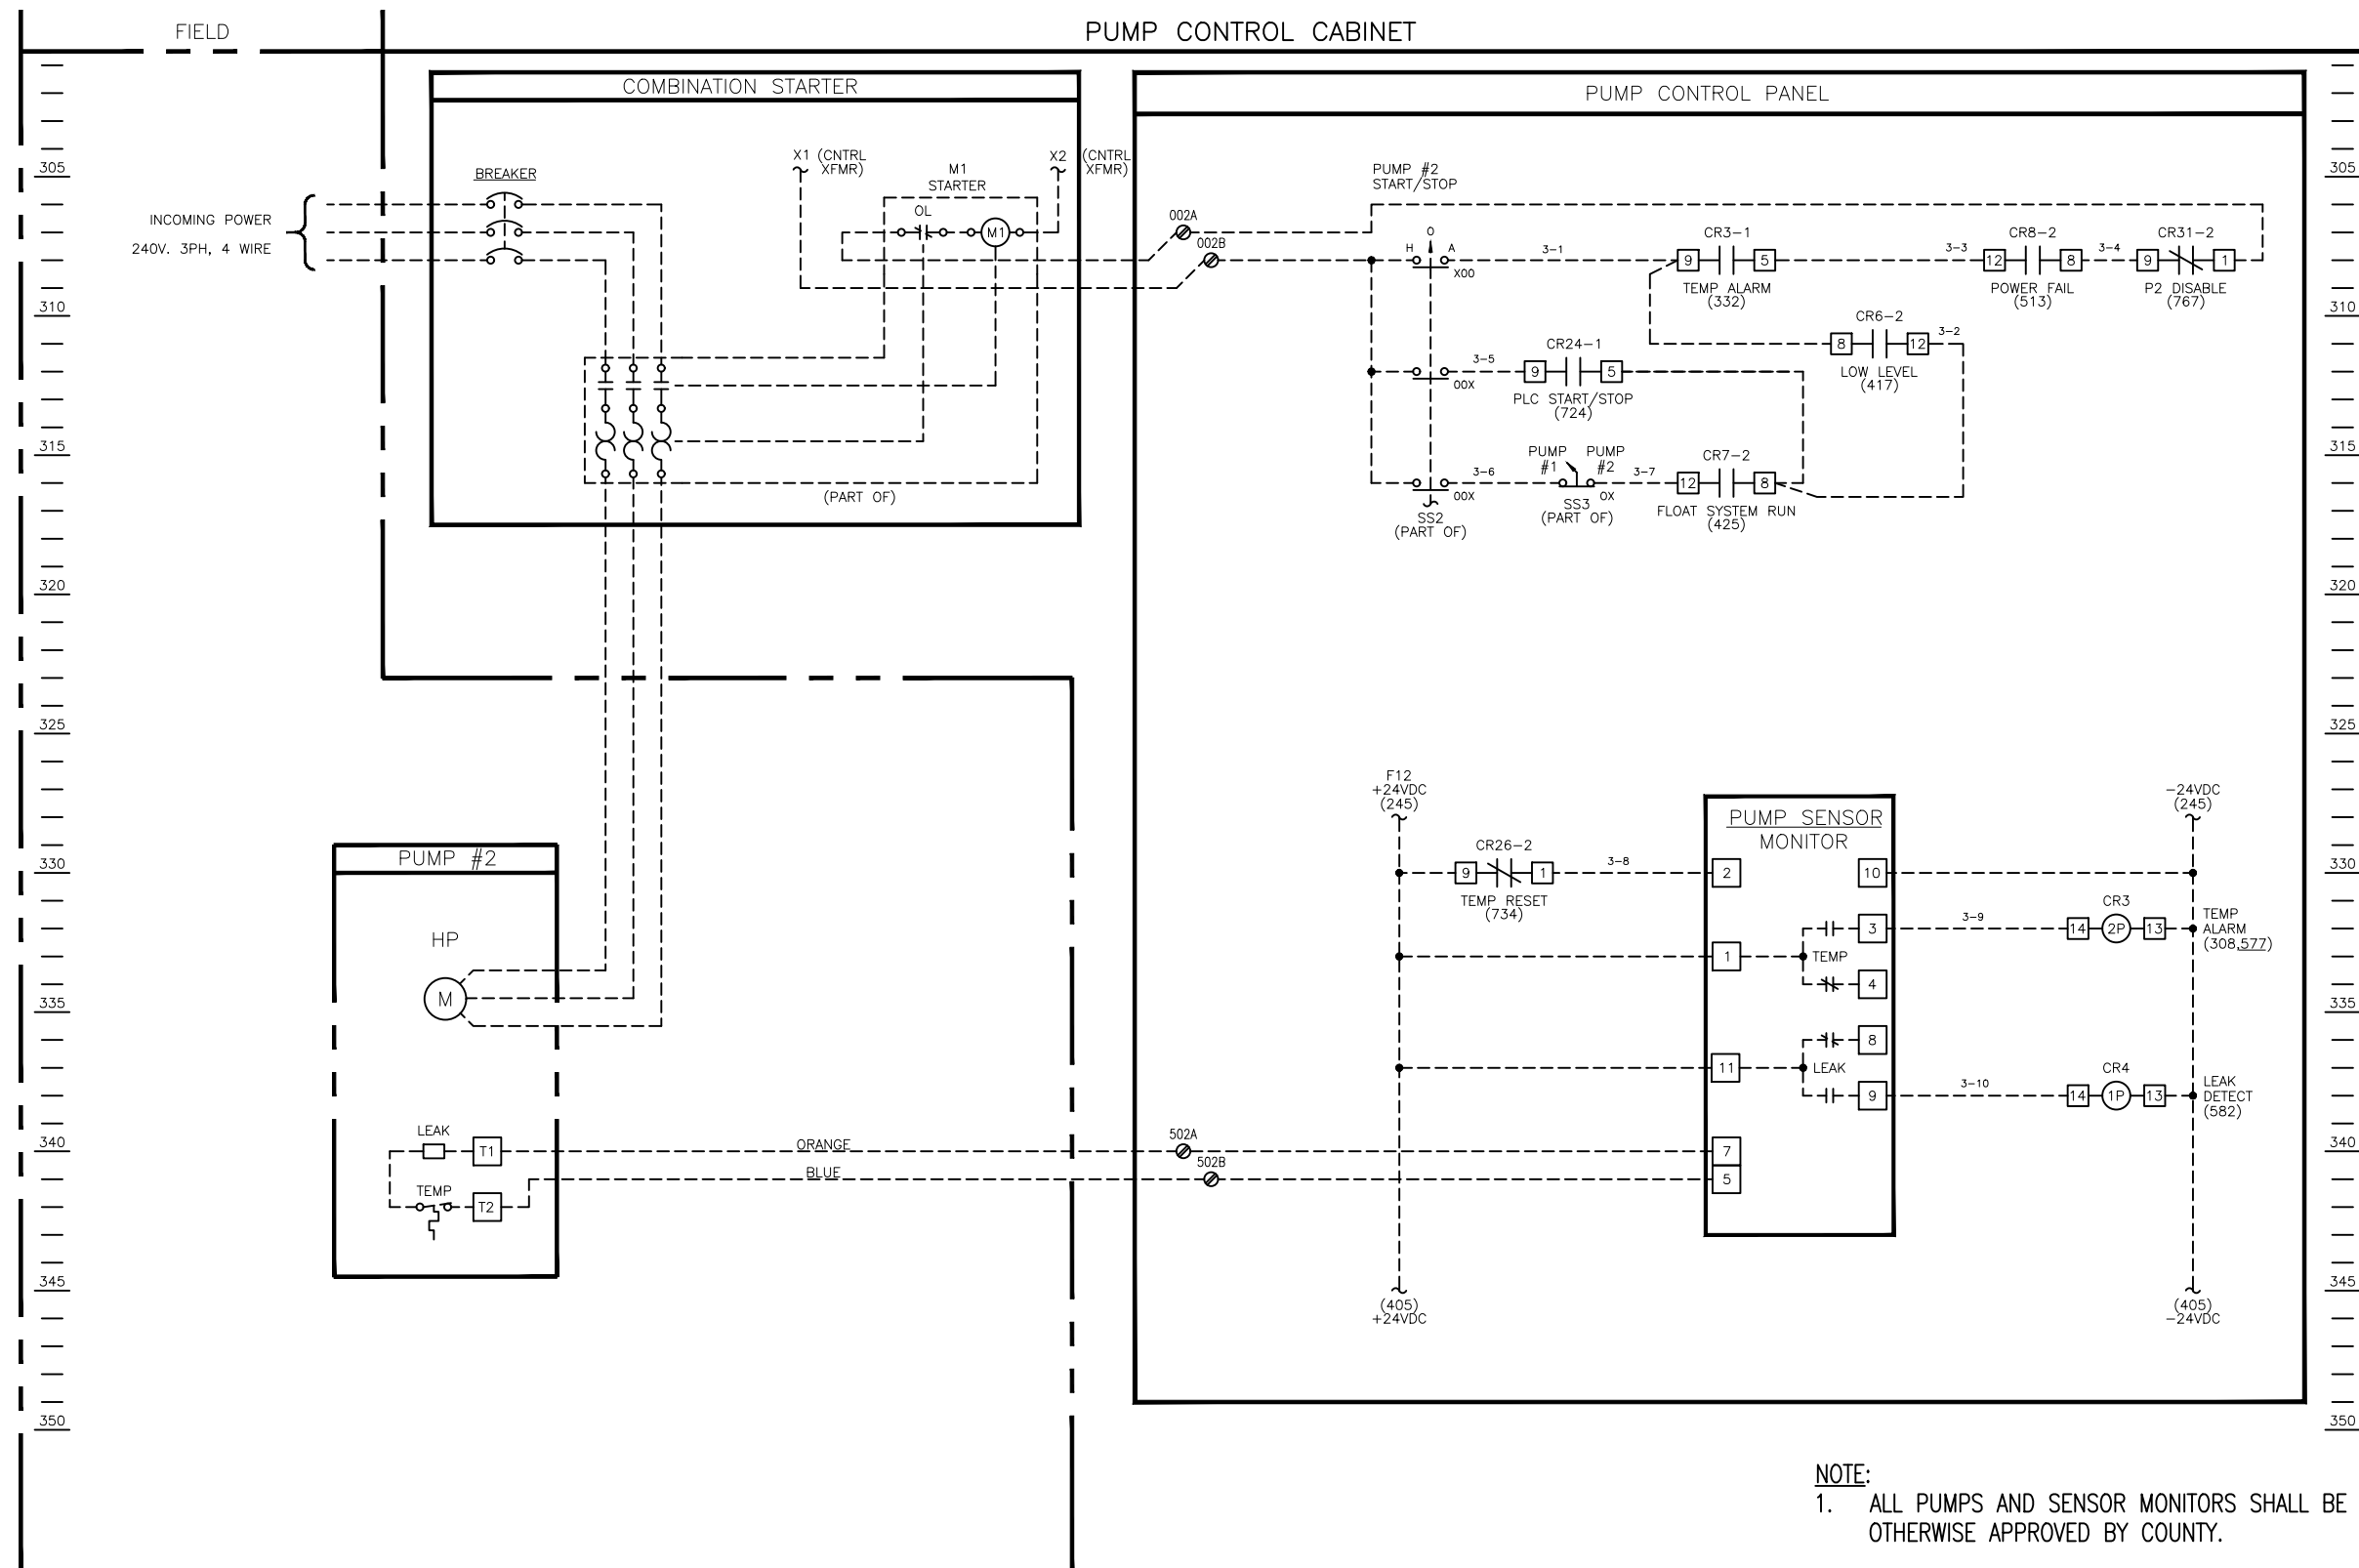 FIELD
PUMP CONTROL CABINET
COMBINATION STARTER
PUMP CONTROL PANEL
305
310
315
320
325
330
335
340
345
350
INCOMING POWER
240V. 3PH, 4 WIRE
BREAKER
X1 (CNTRL
XFMR)
M1
STARTER
X2 (CNTRL
XFMR)
OL
M1
(PART OF)
002A
002B
PUMP #2
START/STOP
H
O
A
X00
3-1
CR3-1
9
5
TEMP ALARM
(332)
3-3
CR8-2
12
8
POWER FAIL
(513)
3-4
CR31-2
9
1
P2 DISABLE
(767)
CR6-2
8
12
3-2
LOW LEVEL
(417)
00X
3-5
CR24-1
9
5
PLC START/STOP
(724)
00X
SS2
(PART OF)
3-6
PUMP
#1
PUMP
#2
OX
SS3
(PART OF)
3-7
CR7-2
12
8
FLOAT SYSTEM RUN
(425)
F12
+24VDC
(245)
-24VDC
(245)
PUMP SENSOR
MONITOR
CR26-2
9
1
TEMP RESET
(734)
3-8
2
10
3
1
TEMP
4
8
11
LEAK
9
7
5
3-9
CR3
14
2P
13
TEMP
ALARM
(308,577)
3-10
CR4
14
1P
13
LEAK
DETECT
(582)
(405)
+24VDC
(405)
-24VDC
PUMP #2
HP
M
LEAK
T1
TEMP
T2
ORANGE
BLUE
502A
502B
305
310
315
320
325
330
335
340
345
350
NOTE:
1. ALL PUMPS AND SENSOR MONITORS SHALL BE
OTHERWISE APPROVED BY COUNTY.